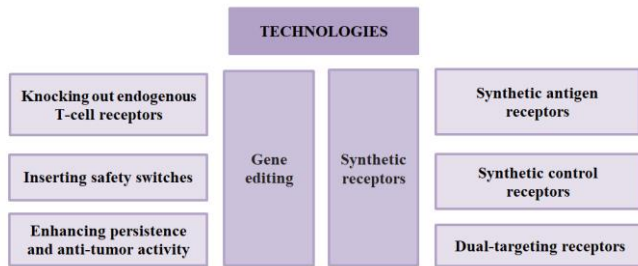 TECHNOLOGIES
Knocking out endogenous
T-cell receptors
Inserting safety switches
Enhancing persistence
and anti-tumor activity
Gene
editing
Synthetic
receptors
Synthetic antigen
receptors
Synthetic control
receptors
Dual-targeting receptors